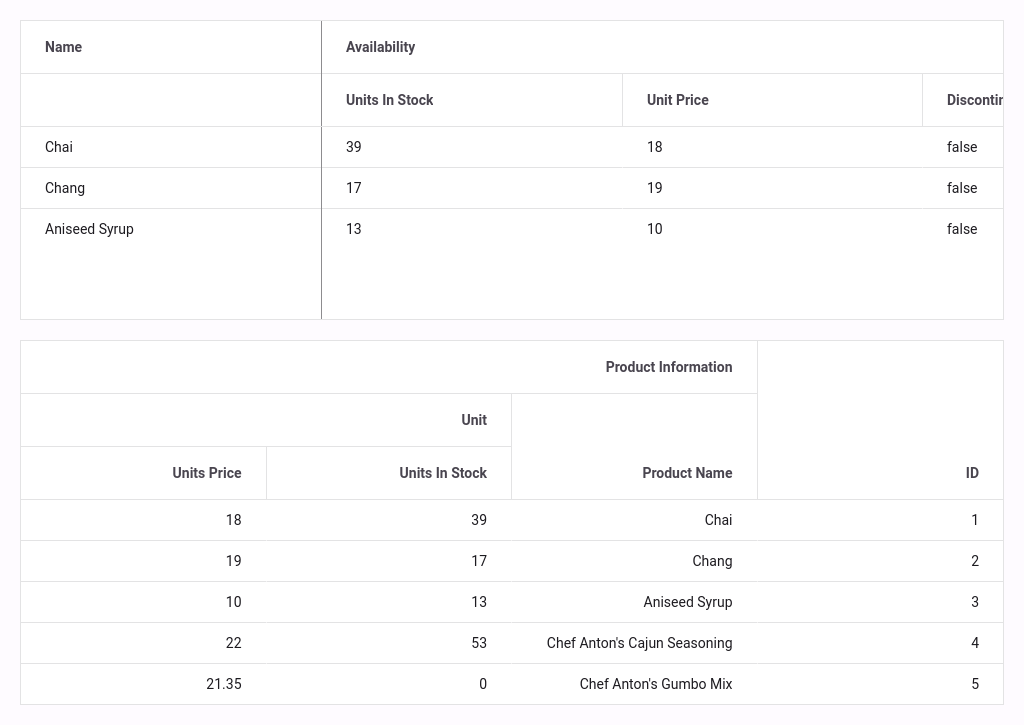 Name Availability
Units In Stock Unit Price Discontin
Chai 39 18 false
Chang 17 19 false
Aniseed Syrup 13 10 false
Product Information
Unit
Units Price Units In Stock Product Name ID
18 39 Chai 1
19 17 Chang 2
10 13 Aniseed Syrup 3
22 53 Chef Anton's Cajun Seasoning 4
21.35 0 Chef Anton's Gumbo Mix 5